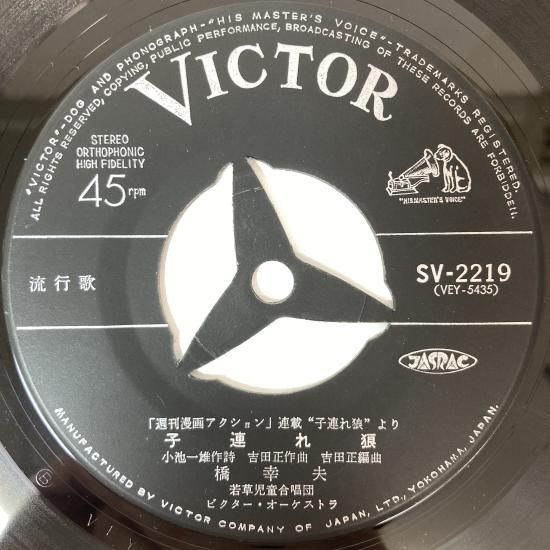 "VICTOR"-DOG AND PHONOGRAPH-"HIS MASTER'S VOICE"-TRADEMARKS REGISTERED.
ALL RIGHTS RESERVED, COPYING, PUBLIC PERFORMANCE, BROADCASTING OF THESE RECORDS ARE FORBIDDEN.
VICTOR
STEREO
ORTHOPHONIC
HIGH FIDELITY
45 rpm
"HIS MASTER'S VOICE"
流行歌
SV-2219
(VEY-5435)
JASRAC
「週刊漫画アクション」連載“子連れ狼”より
子連れ狼
小池一雄作詩 吉田正作曲 吉田正編曲
橋幸夫
若草児童合唱団
ビクター・オーケストラ
MANUFACTURED BY VICTOR COMPANY OF JAPAN, LTD., YOKOHAMA, JAPAN.